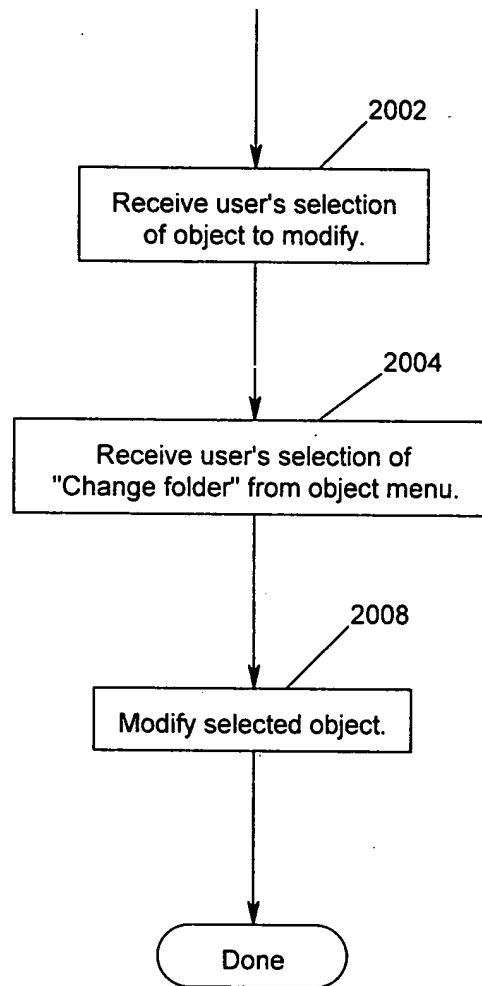 2002
Receive user's selection
of object to modify.
2004
Receive user's selection of
"Change folder" from object menu.
2008
Modify selected object.
Done